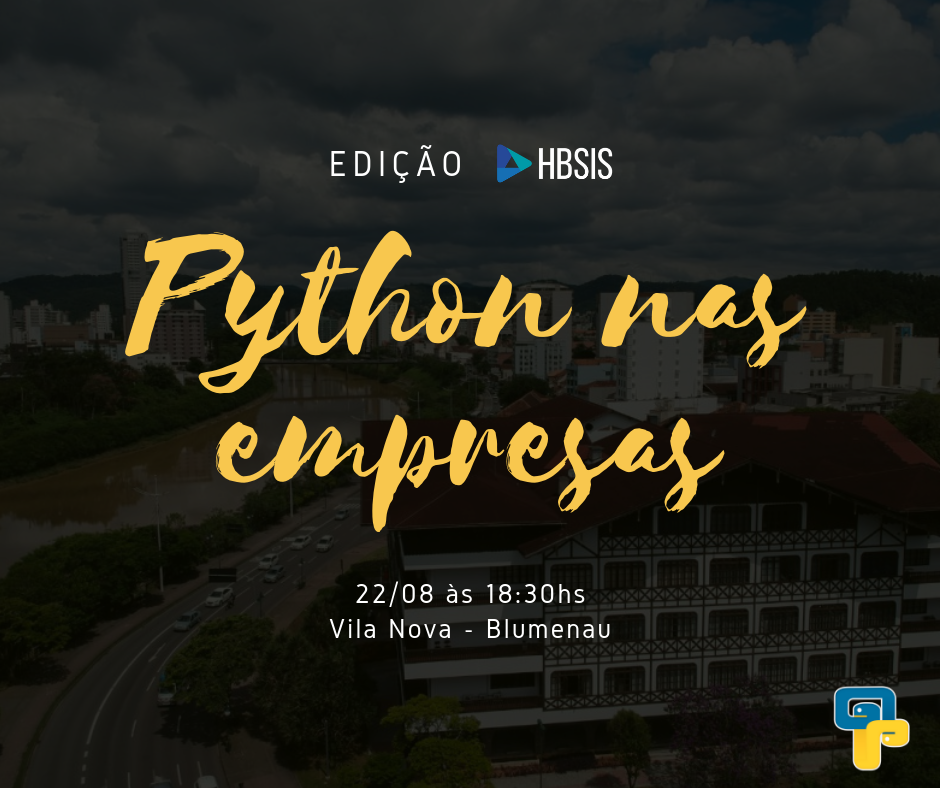 EDIÇÃO HBSIS
Python nas
empresas
22/08 às 18:30hs
Vila Nova - Blumenau